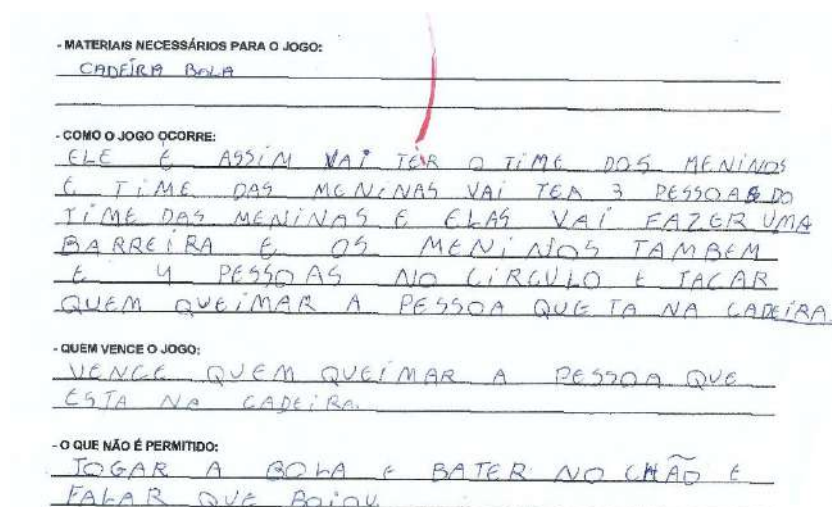 - MATERIAIS NECESSÁRIOS PARA O JOGO:
CADEÍRA BOLA
- COMO O JOGO OCORRE:
ELE É ASSIM VAI TER O TIME DOS MENINOS
E TIME DAS MENINAS VAI TEA 3 PESSOAS DO
TIME DAS MENINAS E ELAS VAI FAZER UMA
BARREIRA E OS MENINOS TAMBEM
E 4 PESSOAS NO CIRCULO E TACAR
QUEM QUEIMAR A PESSOA QUE TA NA CADEIRA.
- QUEM VENCE O JOGO:
VENCE QUEM QUEIMAR A PESSOA QUE
ESTA NA CADEIRA.
- O QUE NÃO É PERMITIDO:
JOGAR A BOLA E BATER NO CHÃO E
FALAR QUE